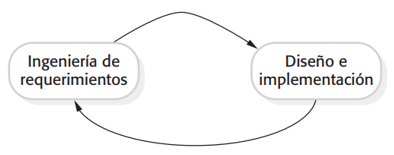 Ingeniería de
requerimientos
Diseño e
implementación